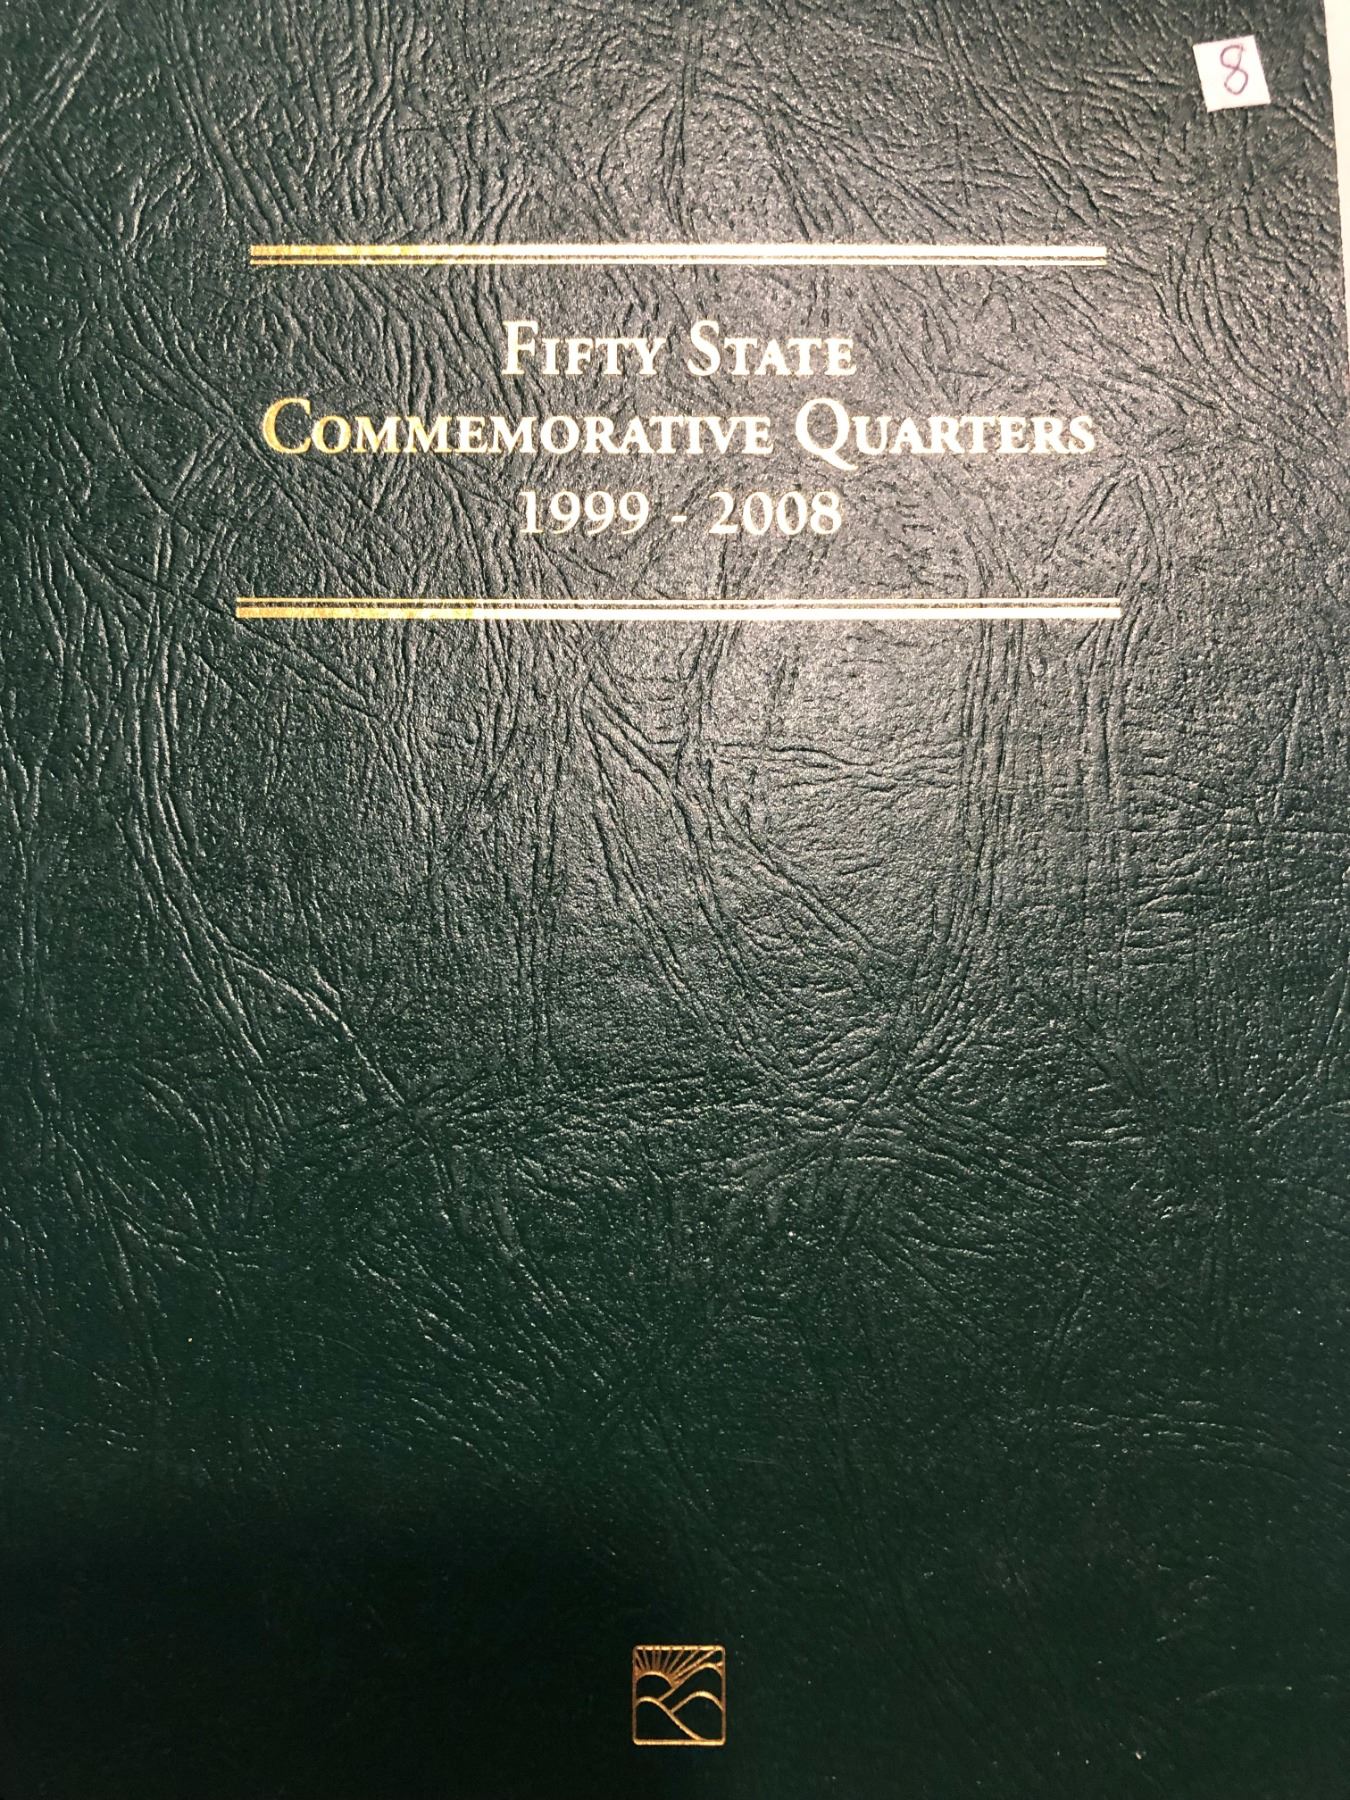 8
FIFTY STATE
COMMEMORATIVE QUARTERS
1999 - 2008